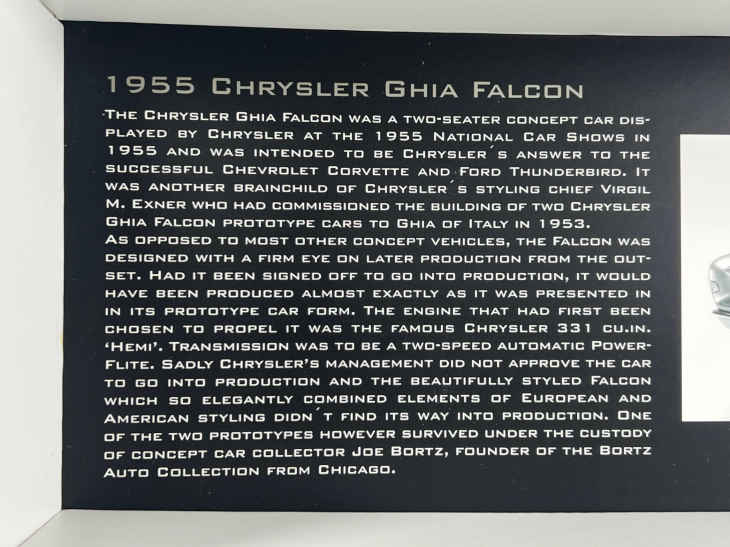 1955 CHRYSLER GHIA FALCON
THE CHRYSLER GHIA FALCON WAS A TWO-SEATER CONCEPT CAR DIS-
PLAYED BY CHRYSLER AT THE 1955 NATIONAL CAR SHOWS IN
1955 AND WAS INTENDED TO BE CHRYSLER´S ANSWER TO THE
SUCCESSFUL CHEVROLET CORVETTE AND FORD THUNDERBIRD. IT
WAS ANOTHER BRAINCHILD OF CHRYSLER´S STYLING CHIEF VIRGIL
M. EXNER WHO HAD COMMISSIONED THE BUILDING OF TWO CHRYSLER
GHIA FALCON PROTOTYPE CARS TO GHIA OF ITALY IN 1953.
AS OPPOSED TO MOST OTHER CONCEPT VEHICLES, THE FALCON WAS
DESIGNED WITH A FIRM EYE ON LATER PRODUCTION FROM THE OUT-
SET. HAD IT BEEN SIGNED OFF TO GO INTO PRODUCTION, IT WOULD
HAVE BEEN PRODUCED ALMOST EXACTLY AS IT WAS PRESENTED IN
IN ITS PROTOTYPE CAR FORM. THE ENGINE THAT HAD FIRST BEEN
CHOSEN TO PROPEL IT WAS THE FAMOUS CHRYSLER 331 CU.IN.
‘HEMI’. TRANSMISSION WAS TO BE A TWO-SPEED AUTOMATIC POWER-
FLITE. SADLY CHRYSLER’S MANAGEMENT DID NOT APPROVE THE CAR
TO GO INTO PRODUCTION AND THE BEAUTIFULLY STYLED FALCON
WHICH SO ELEGANTLY COMBINED ELEMENTS OF EUROPEAN AND
AMERICAN STYLING DIDN´T FIND ITS WAY INTO PRODUCTION. ONE
OF THE TWO PROTOTYPES HOWEVER SURVIVED UNDER THE CUSTODY
OF CONCEPT CAR COLLECTOR JOE BORTZ, FOUNDER OF THE BORTZ
AUTO COLLECTION FROM CHICAGO.